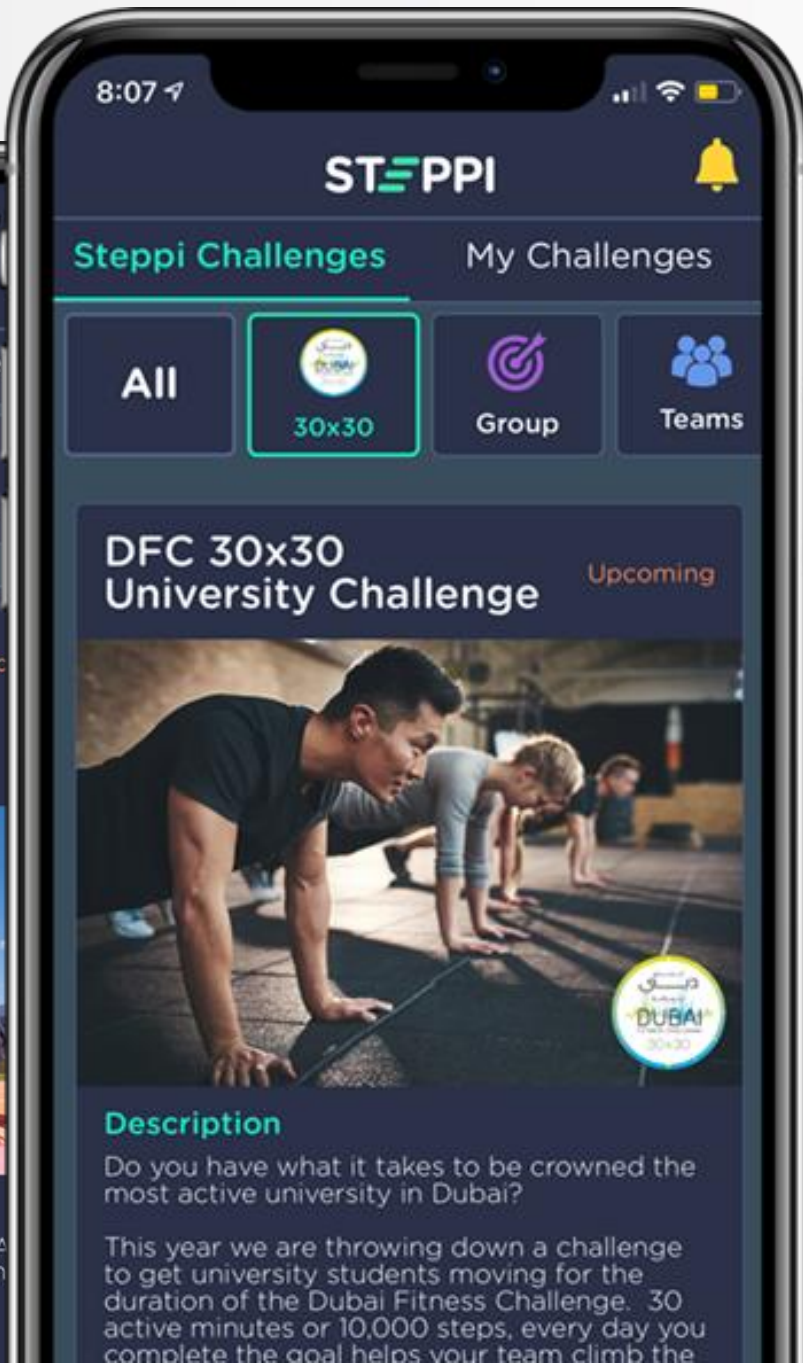 8:07
STEPPI
Steppi Challenges
My Challenges
All
30x30
Group
Teams
DFC 30x30
University Challenge
Upcoming
دبي
DUBAI
30x30
Description
Do you have what it takes to be crowned the
most active university in Dubai?
This year we are throwing down a challenge
to get university students moving for the
duration of the Dubai Fitness Challenge. 30
active minutes or 10,000 steps, every day you
complete the goal helps your team climb the